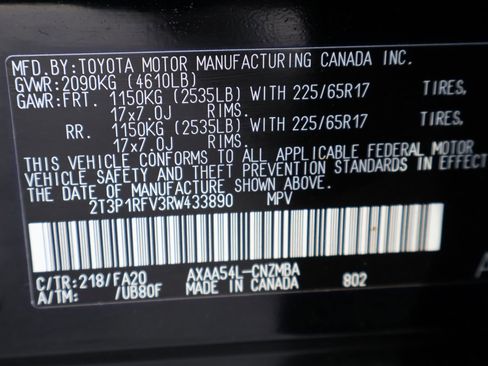 MFD. BY: TOYOTA MOTOR MANUFACTURING CANADA INC.
GVWR: 2090KG (4610LB)
GAWR: FRT. 1150KG (2535LB) WITH 225/65R17 TIRES,
17x7.0J RIMS.
RR. 1150KG (2535LB) WITH 225/65R17 TIRES,
17x7.0J RIMS.
THIS VEHICLE CONFORMS TO ALL APPLICABLE FEDERAL MOTOR
VEHICLE SAFETY AND THEFT PREVENTION STANDARDS IN EFFECT
THE DATE OF MANUFACTURE SHOWN ABOVE.
2T3P1RFV3RW433890 MPV
C/TR: 218/FA20 AXAA54L-CNZMBA
A/TM: /UB80F MADE IN CANADA 802